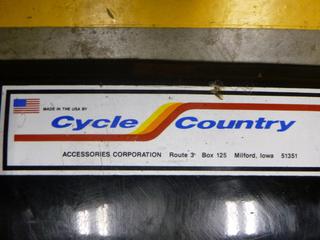 MADE IN THE USA BY
Cycle Country
ACCESSORIES CORPORATION Route 3 Box 125 Milford, Iowa 51351